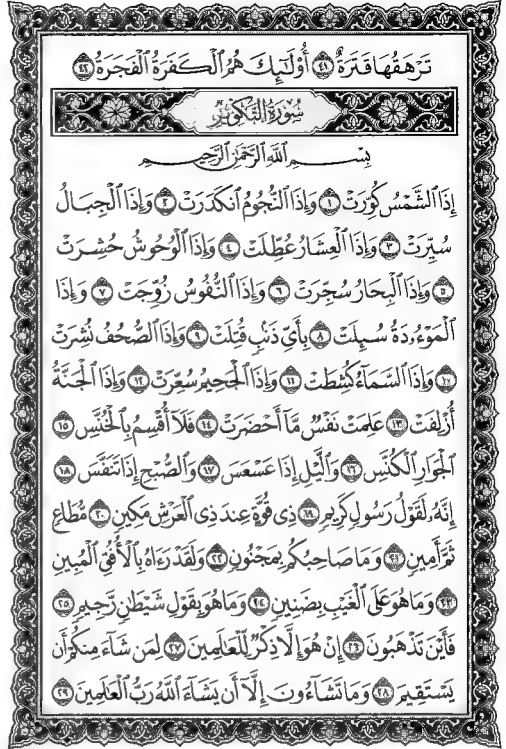 تَرْهَقُهَا قَتَرَةٌ ٤١ أُوْلَـٰٓئِكَ هُمُ ٱلْكَفَرَةُ ٱلْفَجَرَةُ ٤٢
سُورَةُ التَّكْوِيرِ
بِسْمِ ٱللَّهِ ٱلرَّحْمَـٰنِ ٱلرَّحِيمِ
إِذَا ٱلشَّمْسُ كُوِّرَتْ ١ وَإِذَا ٱلنُّجُومُ ٱنكَدَرَتْ ٢ وَإِذَا ٱلْجِبَالُ
سُيِّرَتْ ٣ وَإِذَا ٱلْعِشَارُ عُطِّلَتْ ٤ وَإِذَا ٱلْوُحُوشُ حُشِرَتْ
٥ وَإِذَا ٱلْبِحَارُ سُجِّرَتْ ٦ وَإِذَا ٱلنُّفُوسُ زُوِّجَتْ ٧ وَإِذَا
ٱلْمَوْءُۥدَةُ سُئِلَتْ ٨ بِأَيِّ ذَنۢبٍ قُتِلَتْ ٩ وَإِذَا ٱلصُّحُفُ نُشِرَتْ
١٠ وَإِذَا ٱلسَّمَآءُ كُشِطَتْ ١١ وَإِذَا ٱلْجَحِيمُ سُعِّرَتْ ١٢ وَإِذَا ٱلْجَنَّةُ
أُزْلِفَتْ ١٣ عَلِمَتْ نَفْسٌ مَّآ أَحْضَرَتْ ١٤ فَلَآ أُقْسِمُ بِٱلْخُنَّسِ ١٥
ٱلْجَوَارِ ٱلْكُنَّسِ ١٦ وَٱلَّيْلِ إِذَا عَسْعَسَ ١٧ وَٱلصُّبْحِ إِذَا تَنَفَّسَ ١٨
إِنَّهُۥ لَقَوْلُ رَسُولٍ كَرِيمٍ ١٩ ذِى قُوَّةٍ عِندَ ذِى ٱلْعَرْشِ مَكِينٍ ٢٠ مُّطَاعٍ
ثَمَّ أَمِينٍ ٢١ وَمَا صَاحِبُكُم بِمَجْنُونٍ ٢٢ وَلَقَدْ رَءَاهُ بِٱلْأُفُقِ ٱلْمُبِينِ
٢٣ وَمَا هُوَ عَلَى ٱلْغَيْبِ بِضَنِينٍ ٢٤ وَمَا هُوَ بِقَوْلِ شَيْطَـٰنٍ رَّجِيمٍ ٢٥
فَأَيْنَ تَذْهَبُونَ ٢٦ إِنْ هُوَ إِلَّا ذِكْرٌ لِّلْعَـٰلَمِينَ ٢٧ لِمَن شَآءَ مِنكُمْ أَن
يَسْتَقِيمَ ٢٨ وَمَا تَشَآءُونَ إِلَّآ أَن يَشَآءَ ٱللَّهُ رَبُّ ٱلْعَـٰلَمِينَ ٢٩